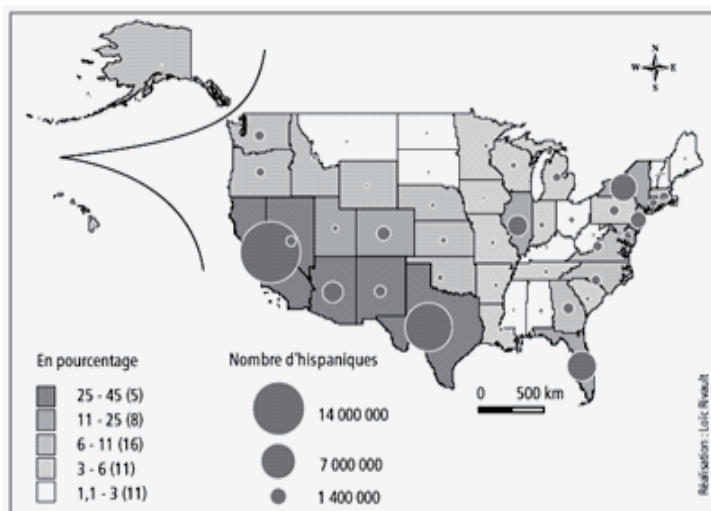 N
W E
S
En pourcentage
25 - 45 (5)
11 - 25 (8)
6 - 11 (16)
3 - 6 (11)
1,1 - 3 (11)
Nombre d'hispaniques
14 000 000
7 000 000
1 400 000
0 500 km
Réalisation : Loïc Rivault